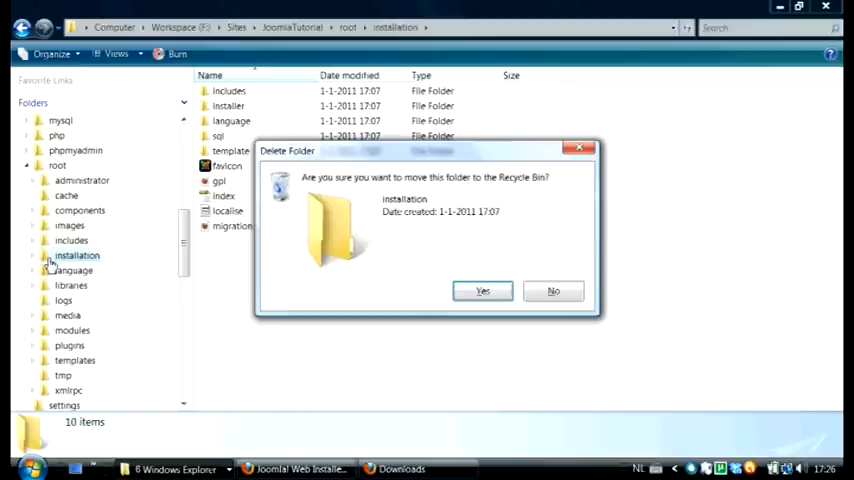 Computer ▸ Workspace (F:) ▸ Sites ▸ JoomlaTutorial ▸ root ▸ installation ▸
Search
Organize
Views
Burn
Favorite Links
Folders
mysql
php
phpmyadmin
root
administrator
cache
components
images
includes
installation
language
libraries
logs
media
modules
plugins
templates
tmp
xmlrpc
settings
Name Date modified Type Size
includes 1-1-2011 17:07 File Folder
installer 1-1-2011 17:07 File Folder
language 1-1-2011 17:07 File Folder
sql 1-1-2011 17:07 File Folder
template
favicon
gpl
index
localise
migration
Delete Folder
Are you sure you want to move this folder to the Recycle Bin?
installation
Date created: 1-1-2011 17:07
Yes
No
10 items
6 Windows Explorer
Joomla! Web Installe...
Downloads
NL
17:26